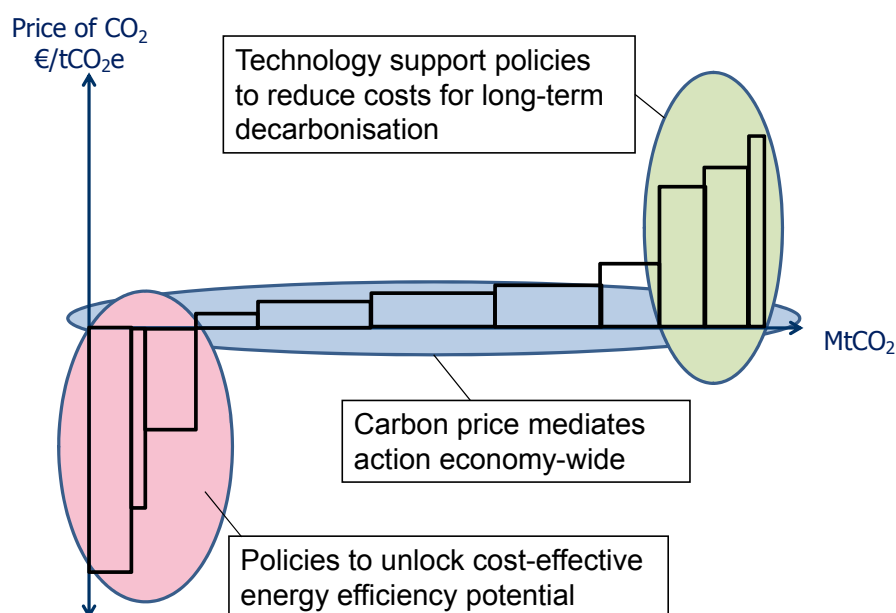 Price of CO₂
€/tCO₂e
Technology support policies
to reduce costs for long-term
decarbonisation
MtCO₂
Carbon price mediates
action economy-wide
Policies to unlock cost-effective
energy efficiency potential